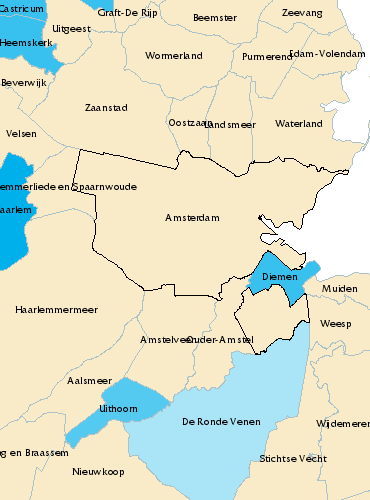 Castricum
Graft-De Rijp
Beemster
Zeevang
Uitgeest
Heemskerk
Wormerland
Purmerend
Edam-Volendam
Beverwijk
Zaanstad
Oostzaan
Landsmeer
Waterland
Velsen
emmerliede en Spaarnwoude
aarlem
Amsterdam
Diemen
Muiden
Haarlemmermeer
Weesp
Amstelveen
Ouder-Amstel
Aalsmeer
Uithoorn
De Ronde Venen
Wijdemeren
g en Braassem
Nieuwkoop
Stichtse Vecht